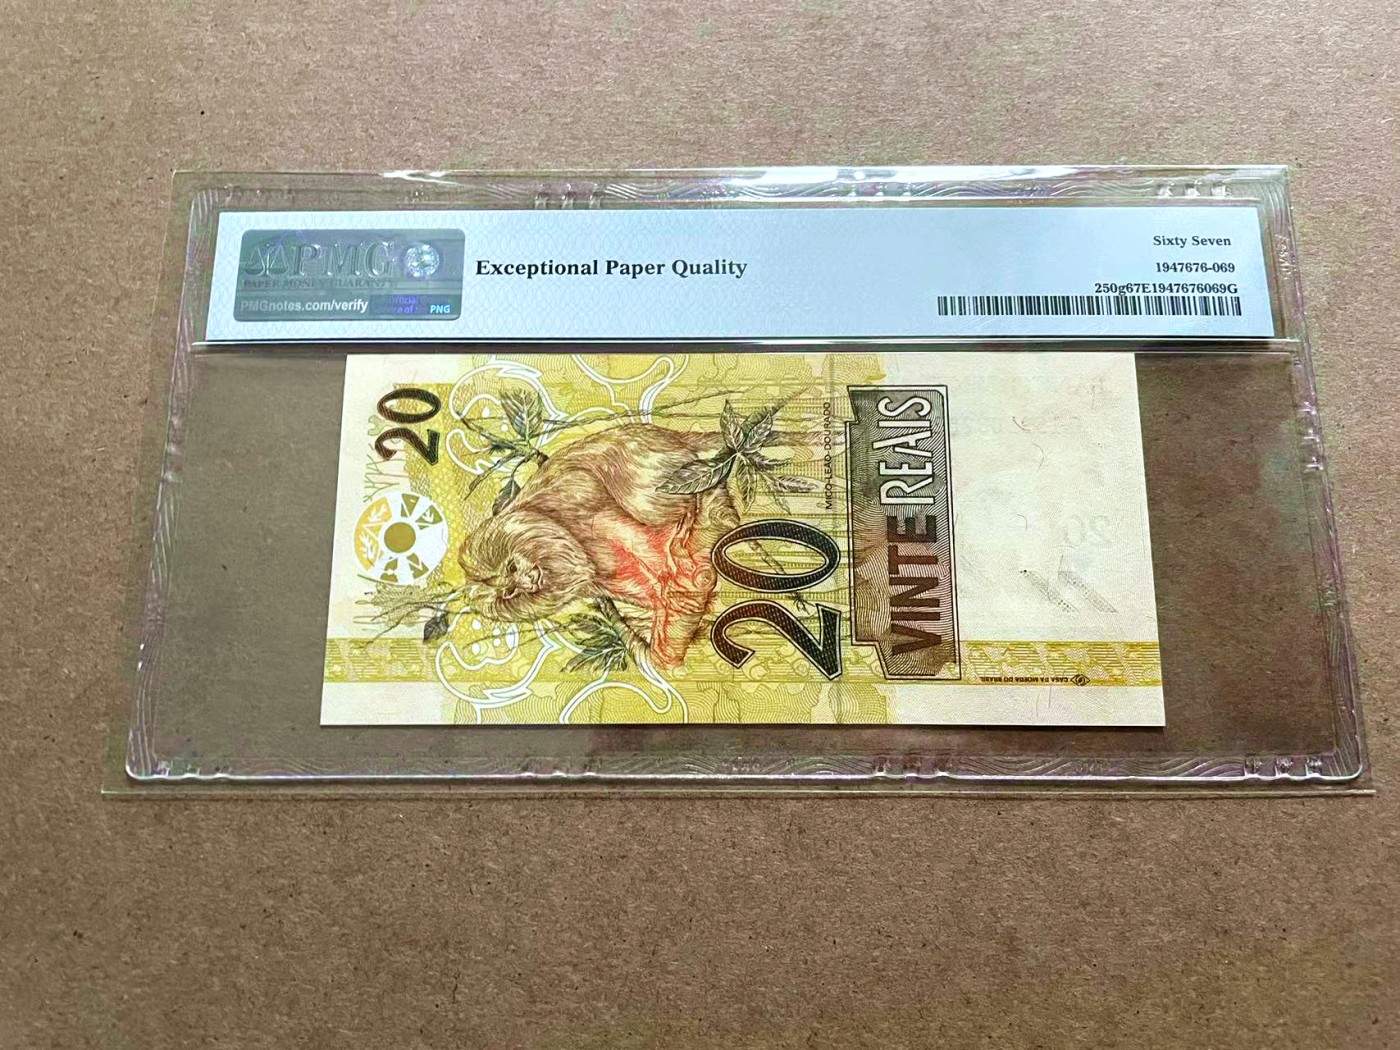 PMG
PAPER MONEY GUARANTY
PMGnotes.com/verify
PNG
Exceptional Paper Quality
Sixty Seven
1947676-069
250g67E1947676069G
20
MICO-LEÃO-DOURADO
20
VINTE REAIS
CASA DA MOEDA DO BRASIL